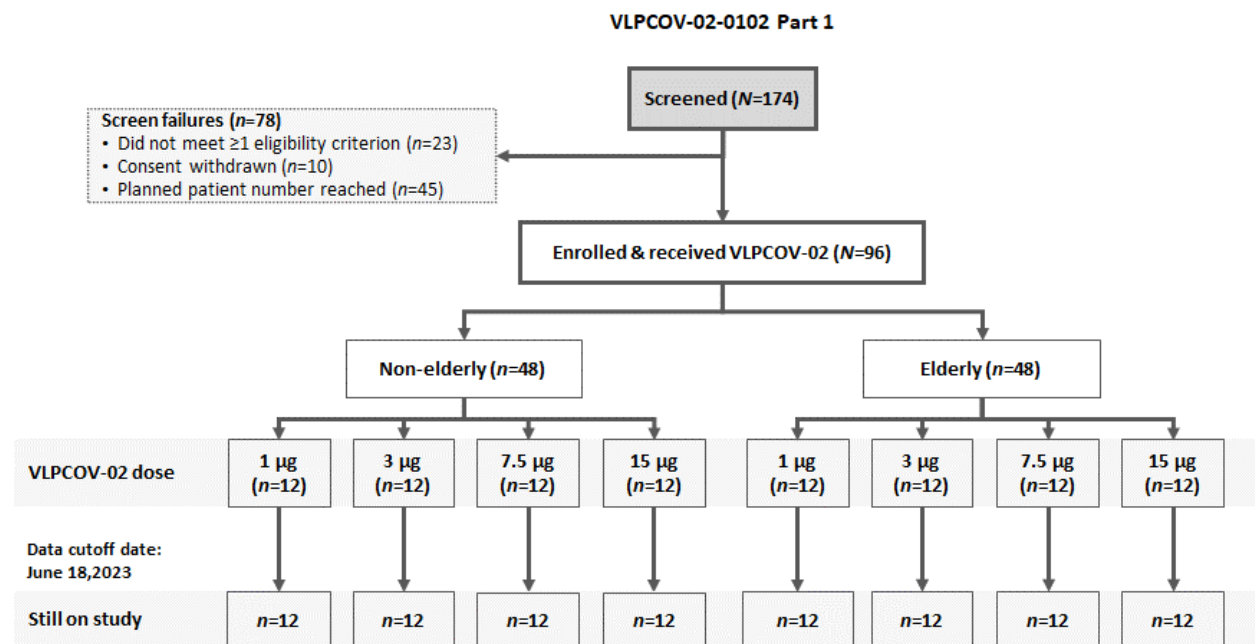 VLPCOV-02-0102 Part 1
Screened (N=174)
Screen failures (n=78)
• Did not meet ≥1 eligibility criterion (n=23)
• Consent withdrawn (n=10)
• Planned patient number reached (n=45)
Enrolled & received VLPCOV-02 (N=96)
Non-elderly (n=48)
Elderly (n=48)
VLPCOV-02 dose
1 µg
(n=12)
3 µg
(n=12)
7.5 µg
(n=12)
15 µg
(n=12)
1 µg
(n=12)
3 µg
(n=12)
7.5 µg
(n=12)
15 µg
(n=12)
Data cutoff date:
June 18,2023
Still on study
n=12
n=12
n=12
n=12
n=12
n=12
n=12
n=12